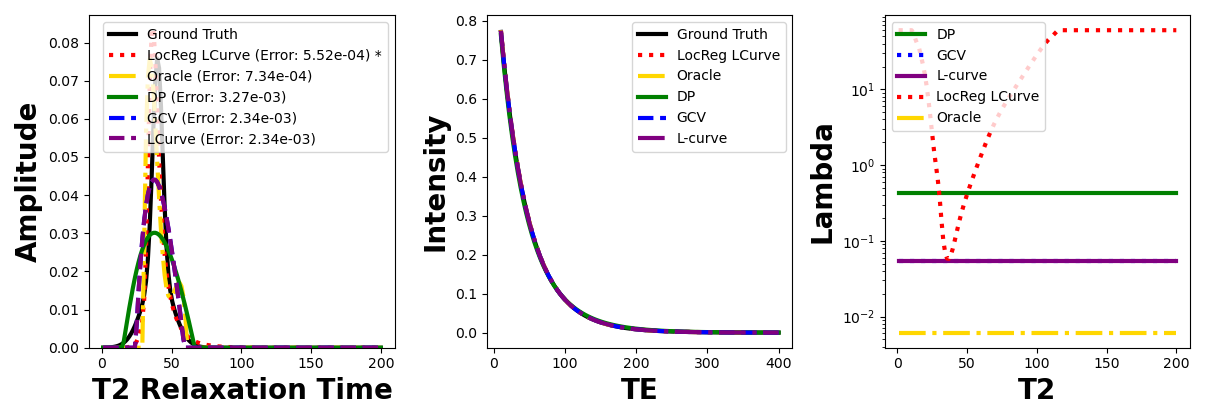 Amplitude
0.08
0.07
0.06
0.05
0.04
0.03
0.02
0.01
0.00
Ground Truth
LocReg LCurve (Error: 5.52e-04) *
Oracle (Error: 7.34e-04)
DP (Error: 3.27e-03)
GCV (Error: 2.34e-03)
LCurve (Error: 2.34e-03)
0 50 100 150 200
T2 Relaxation Time
Intensity
0.8
0.7
0.6
0.5
0.4
0.3
0.2
0.1
0.0
Ground Truth
LocReg LCurve
Oracle
DP
GCV
L-curve
0 100 200 300 400
TE
Lambda
10¹
10⁰
10⁻¹
10⁻²
DP
GCV
L-curve
LocReg LCurve
Oracle
0 50 100 150 200
T2